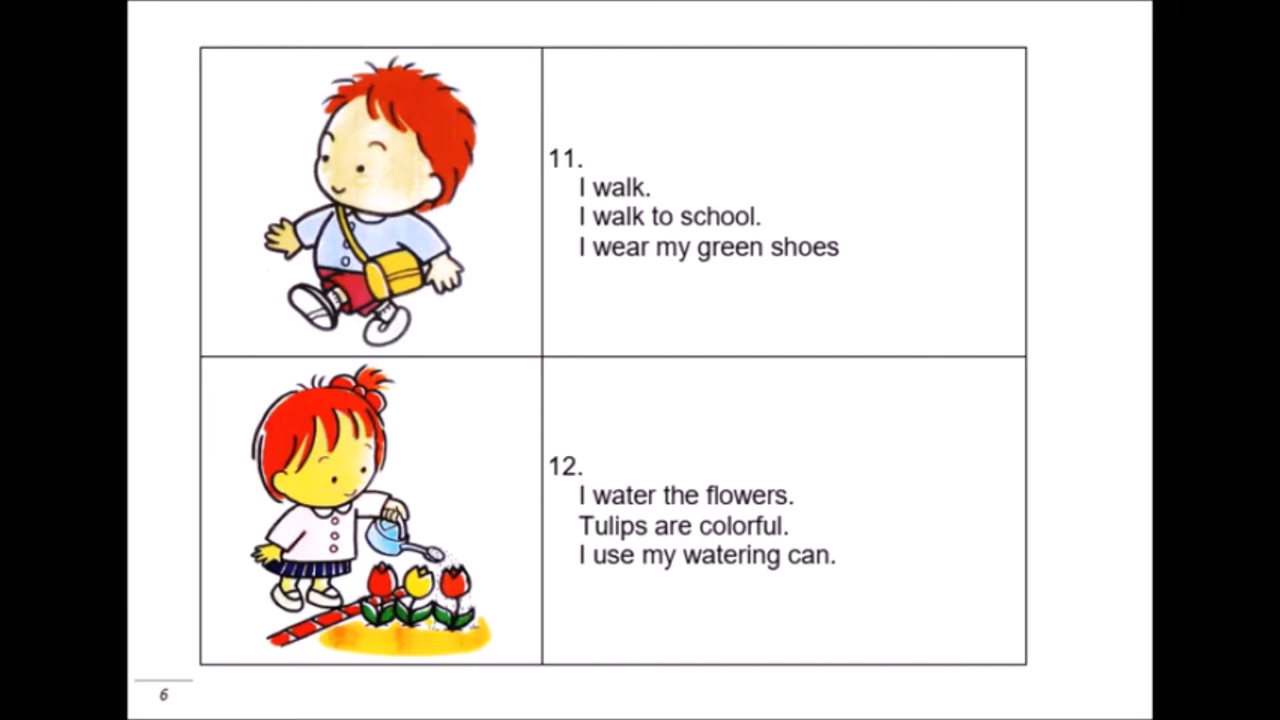 11.
I walk.
I walk to school.
I wear my green shoes
12.
I water the flowers.
Tulips are colorful.
I use my watering can.
6